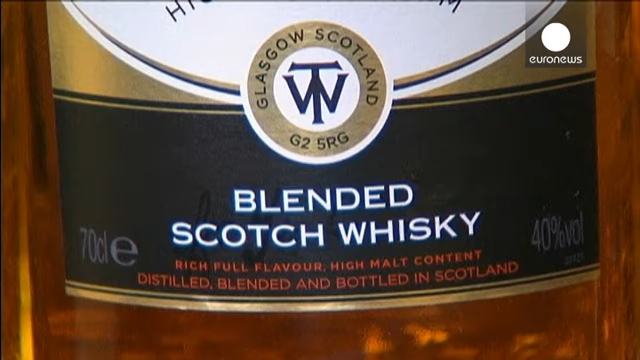 euronews
GLASGOW SCOTLAND
TW
G2 5RG
BLENDED
SCOTCH WHISKY
70cl e
40%vol
RICH FULL FLAVOUR, HIGH MALT CONTENT
DISTILLED, BLENDED AND BOTTLED IN SCOTLAND